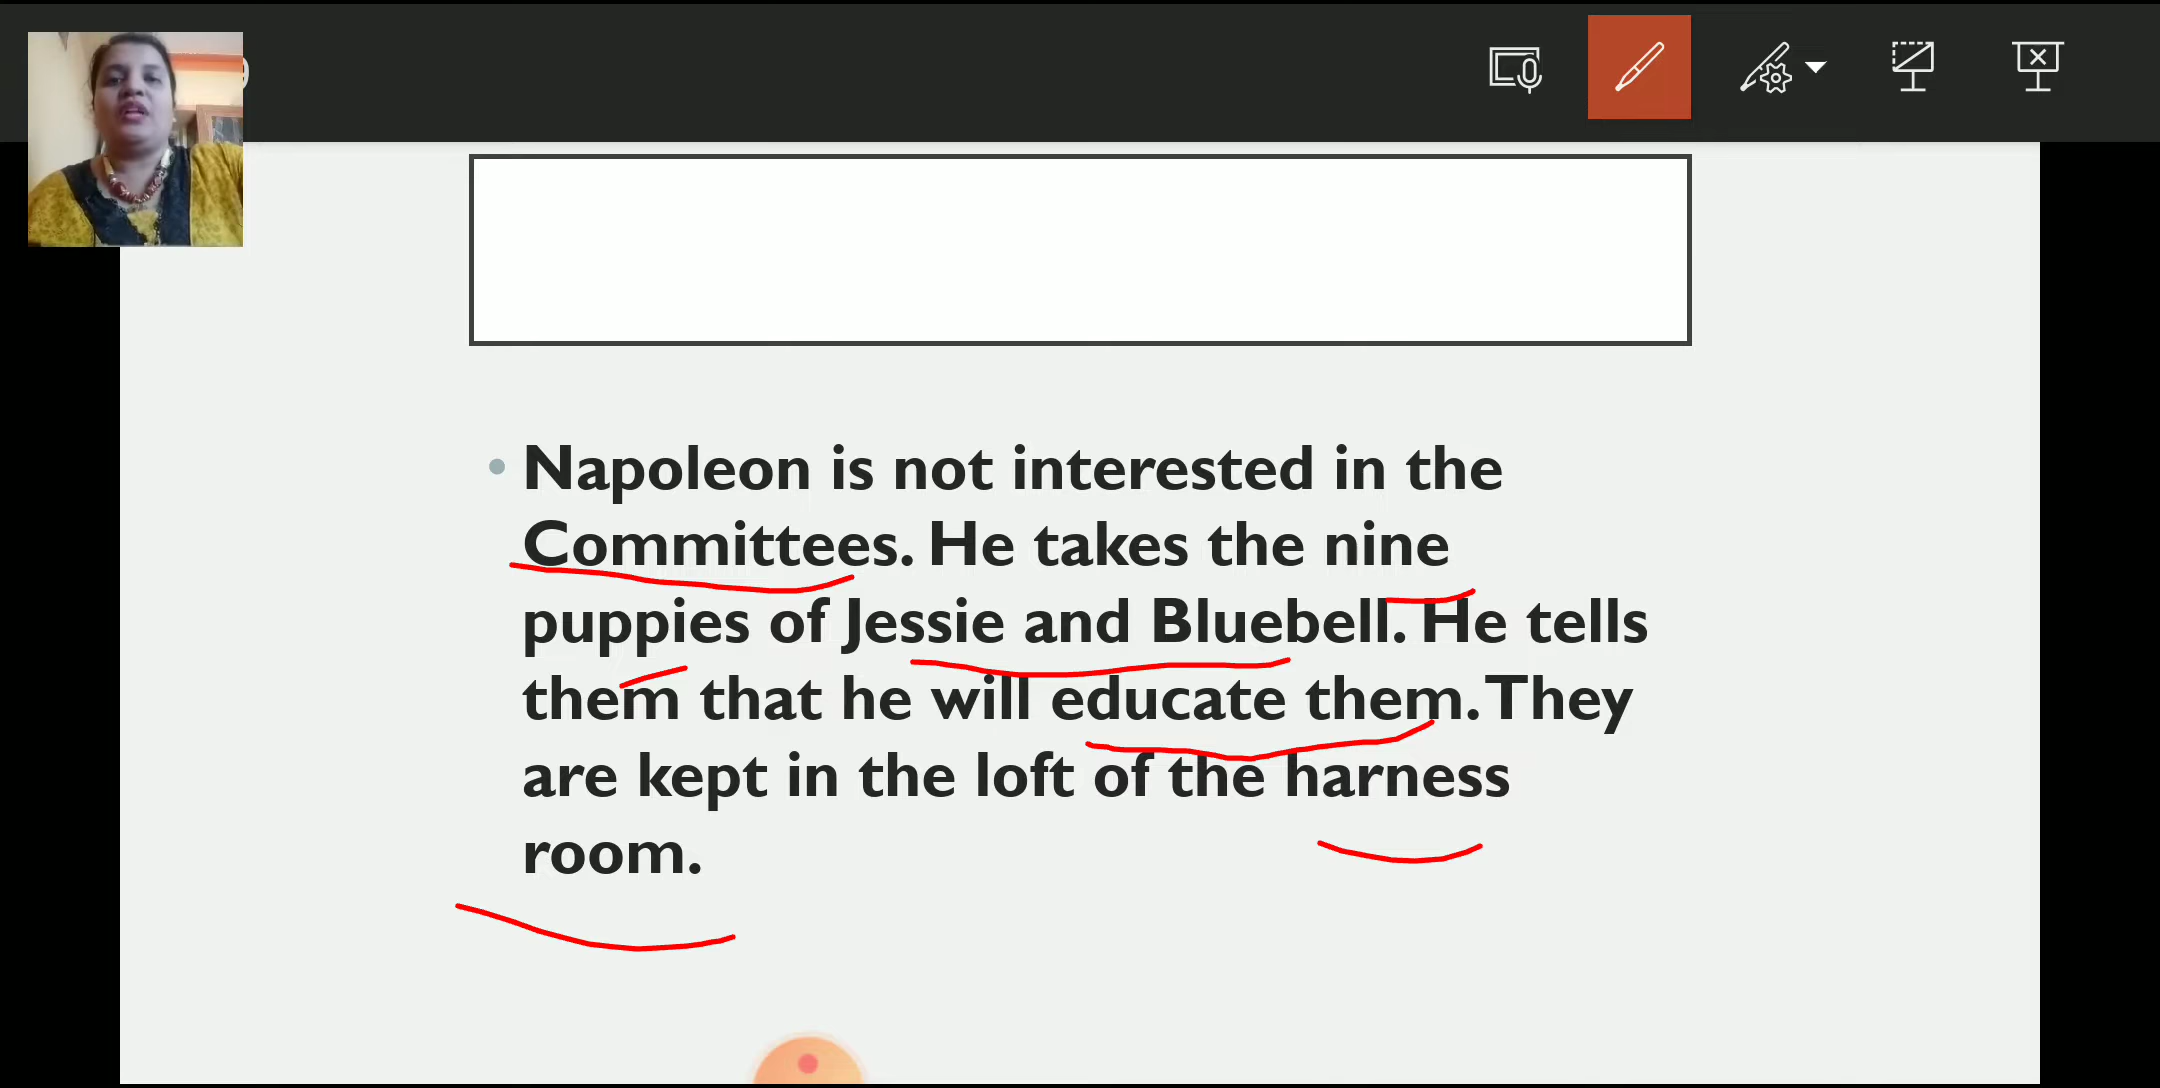 Napoleon is not interested in the
Committees. He takes the nine
puppies of Jessie and Bluebell. He tells
them that he will educate them. They
are kept in the loft of the harness
room.